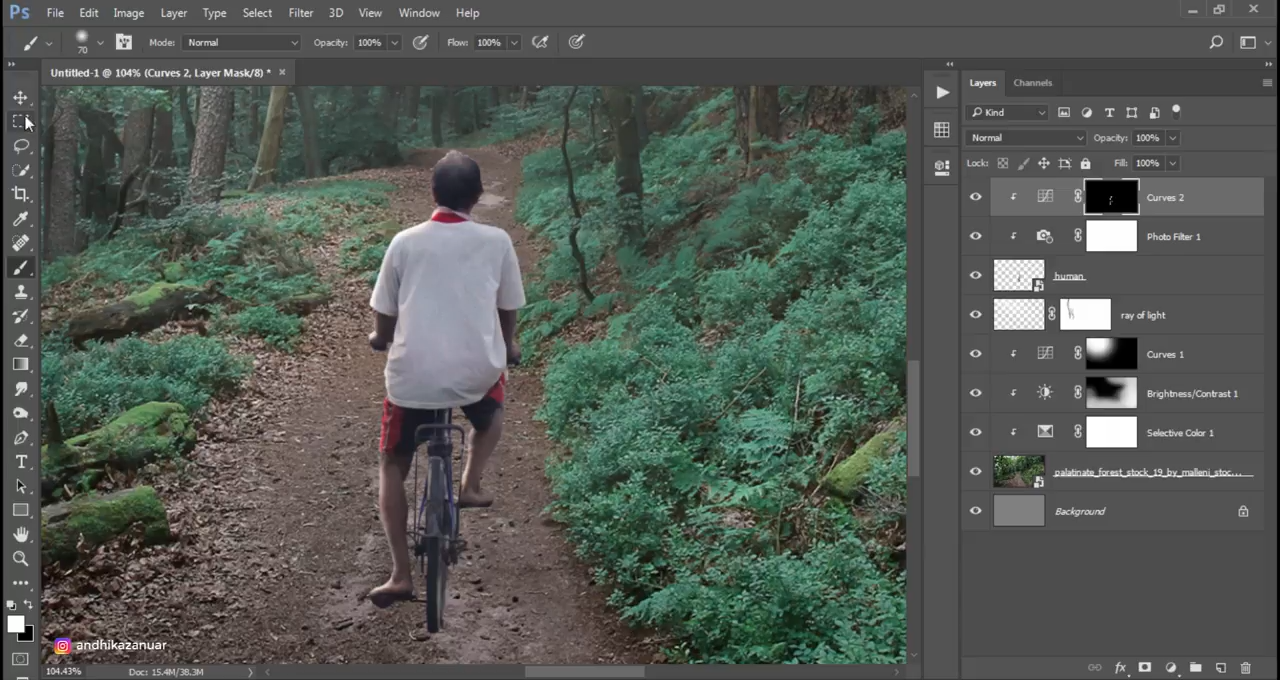 Ps File Edit Image Layer Type Select Filter 3D View Window Help
70 Mode: Normal Opacity: 100% Flow: 100%
Untitled-1 @ 104% (Curves 2, Layer Mask/8) * ×
Layers Channels
Kind
Normal Opacity: 100%
Lock: Fill: 100%
Curves 2
Photo Filter 1
human
ray of light
Curves 1
Brightness/Contrast 1
Selective Color 1
palatinate_forest_stock_19_by_malleni_stoc...
Background
andhikazanuar
104.43% Doc: 15.4M/38.3M
fx